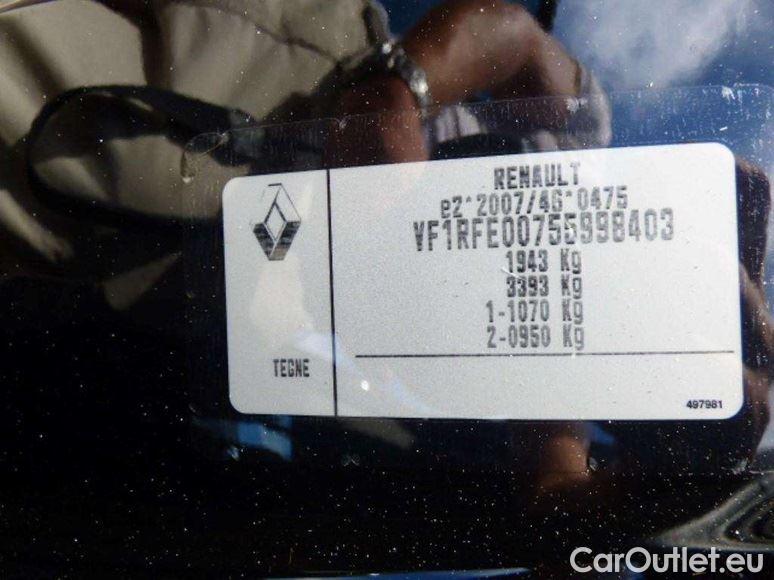 RENAULT
e2*2007/46*0475
VF1RFE00755998403
1943 Kg
3393 Kg
1-1070 Kg
2-0950 Kg
TEGNE
497981
CarOutlet.eu